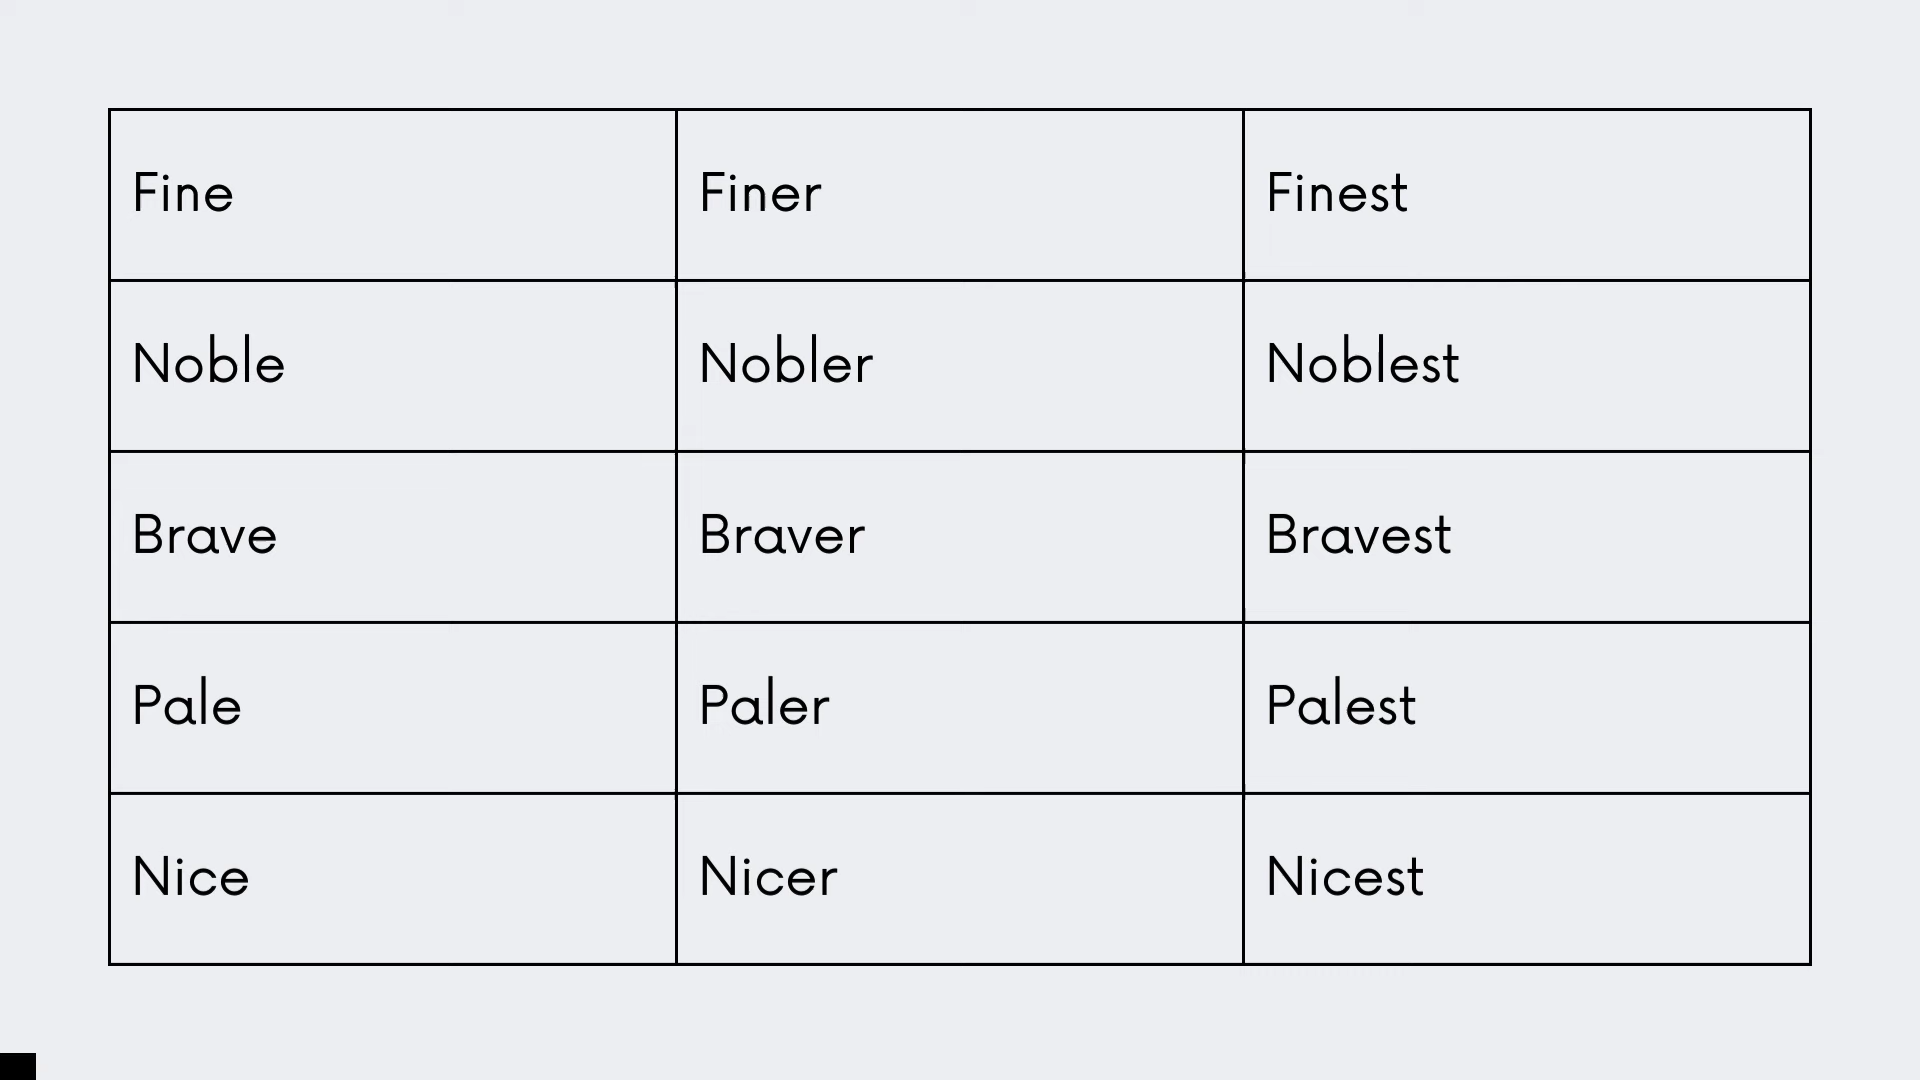 Fine Finer Finest
Noble Nobler Noblest
Brave Braver Bravest
Pale Paler Palest
Nice Nicer Nicest